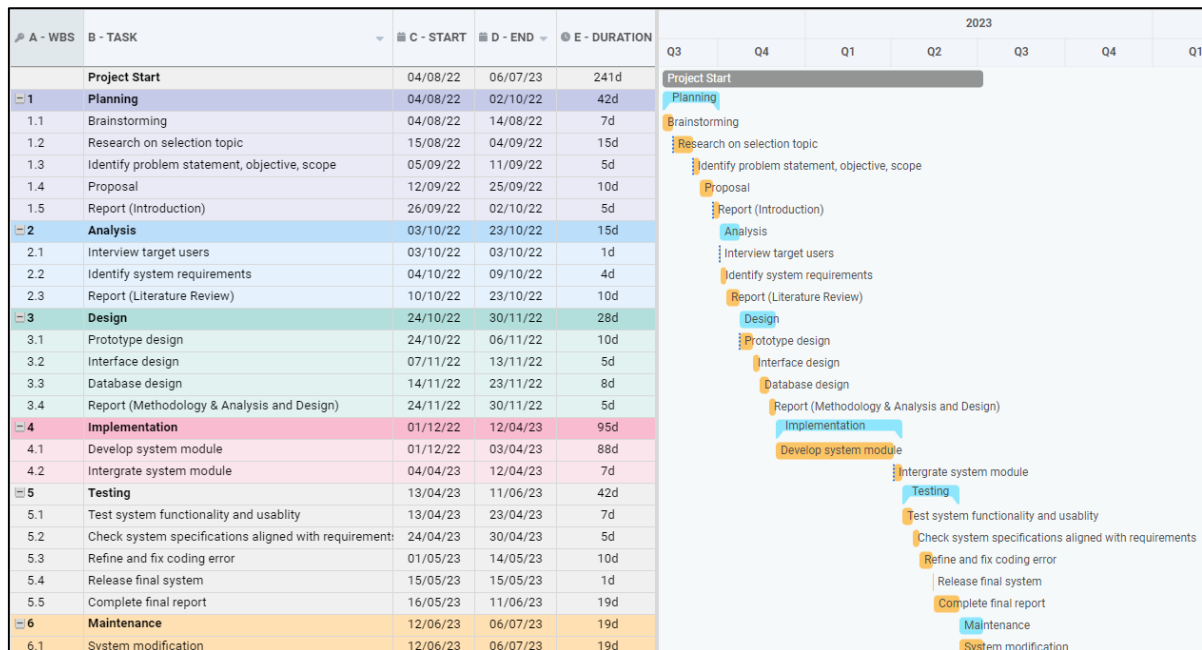 2023
A - WBS B - TASK C - START D - END E - DURATION
Q3 Q4 Q1 Q2 Q3 Q4 Q1
Project Start 04/08/22 06/07/23 241d Project Start
1 Planning 04/08/22 02/10/22 42d Planning
1.1 Brainstorming 04/08/22 14/08/22 7d Brainstorming
1.2 Research on selection topic 15/08/22 04/09/22 15d Research on selection topic
1.3 Identify problem statement, objective, scope 05/09/22 11/09/22 5d Identify problem statement, objective, scope
1.4 Proposal 12/09/22 25/09/22 10d Proposal
1.5 Report (Introduction) 26/09/22 02/10/22 5d Report (Introduction)
2 Analysis 03/10/22 23/10/22 15d Analysis
2.1 Interview target users 03/10/22 03/10/22 1d Interview target users
2.2 Identify system requirements 04/10/22 09/10/22 4d Identify system requirements
2.3 Report (Literature Review) 10/10/22 23/10/22 10d Report (Literature Review)
3 Design 24/10/22 30/11/22 28d Design
3.1 Prototype design 24/10/22 06/11/22 10d Prototype design
3.2 Interface design 07/11/22 13/11/22 5d Interface design
3.3 Database design 14/11/22 23/11/22 8d Database design
3.4 Report (Methodology & Analysis and Design) 24/11/22 30/11/22 5d Report (Methodology & Analysis and Design)
4 Implementation 01/12/22 12/04/23 95d Implementation
4.1 Develop system module 01/12/22 03/04/23 88d Develop system module
4.2 Intergrate system module 04/04/23 12/04/23 7d Intergrate system module
5 Testing 13/04/23 11/06/23 42d Testing
5.1 Test system functionality and usablity 13/04/23 23/04/23 7d Test system functionality and usablity
5.2 Check system specifications aligned with requirements 24/04/23 30/04/23 5d Check system specifications aligned with requirements
5.3 Refine and fix coding error 01/05/23 14/05/23 10d Refine and fix coding error
5.4 Release final system 15/05/23 15/05/23 1d Release final system
5.5 Complete final report 16/05/23 11/06/23 19d Complete final report
6 Maintenance 12/06/23 06/07/23 19d Maintenance
6.1 System modification 12/06/23 06/07/23 19d System modification